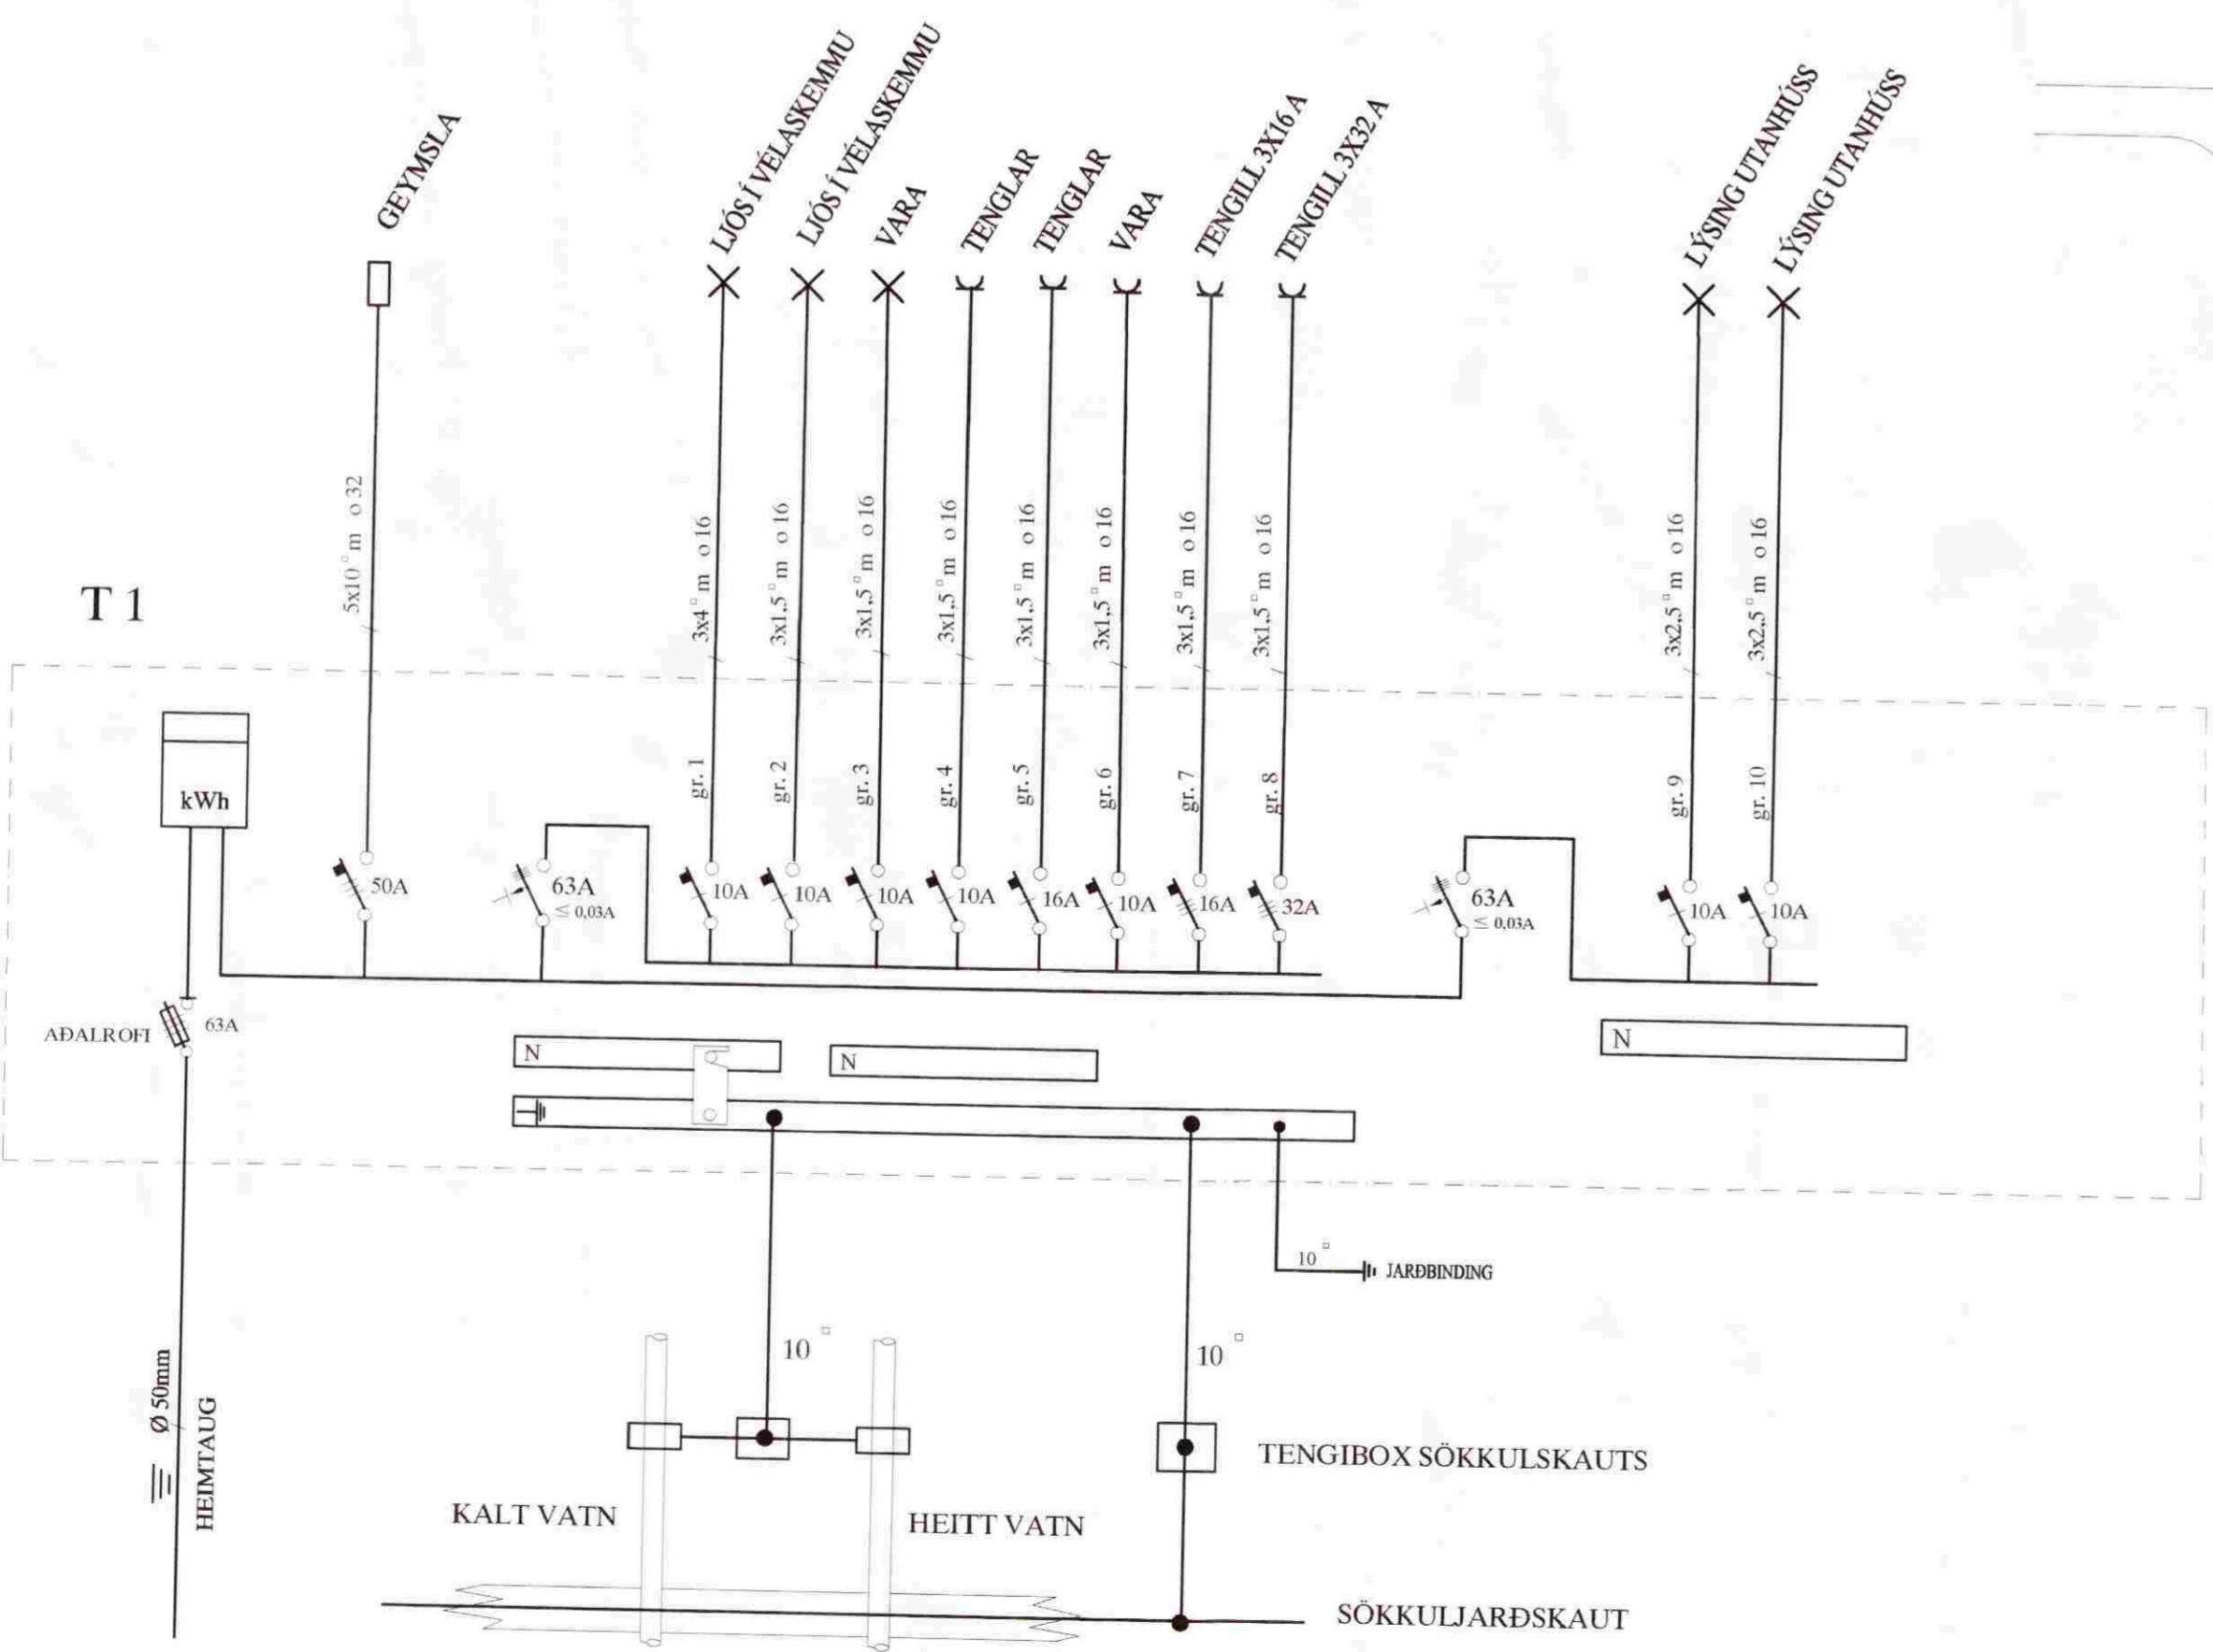 GEYMSLA
LJÓS Í VÉLASKEMMU
LJÓS Í VÉLASKEMMU
VARA
TENGLAR
TENGLAR
VARA
TENGILL 3X16 A
TENGILL 3X32 A
LÝSING UTANHÚSS
LÝSING UTANHÚSS
5x10 □ m o 32
3x4 □ m o 16
3x1,5 □ m o 16
3x1,5 □ m o 16
3x1,5 □ m o 16
3x1,5 □ m o 16
3x1,5 □ m o 16
3x1,5 □ m o 16
3x1,5 □ m o 16
3x2,5 □ m o 16
3x2,5 □ m o 16
T 1
kWh
gr. 1
gr. 2
gr. 3
gr. 4
gr. 5
gr. 6
gr. 7
gr. 8
gr. 9
gr. 10
50A
63A
≤ 0,03A
10A
10A
10A
10A
16A
10A
16A
32A
63A
≤ 0,03A
10A
10A
AÐALROFI
63A
N
N
N
10 □
JARÐBINDING
10 □
10 □
Ø 50mm
HEIMTAUG
TENGIBOX SÖKKULSKAUTS
KALT VATN
HEITT VATN
SÖKKULJARÐSKAUT